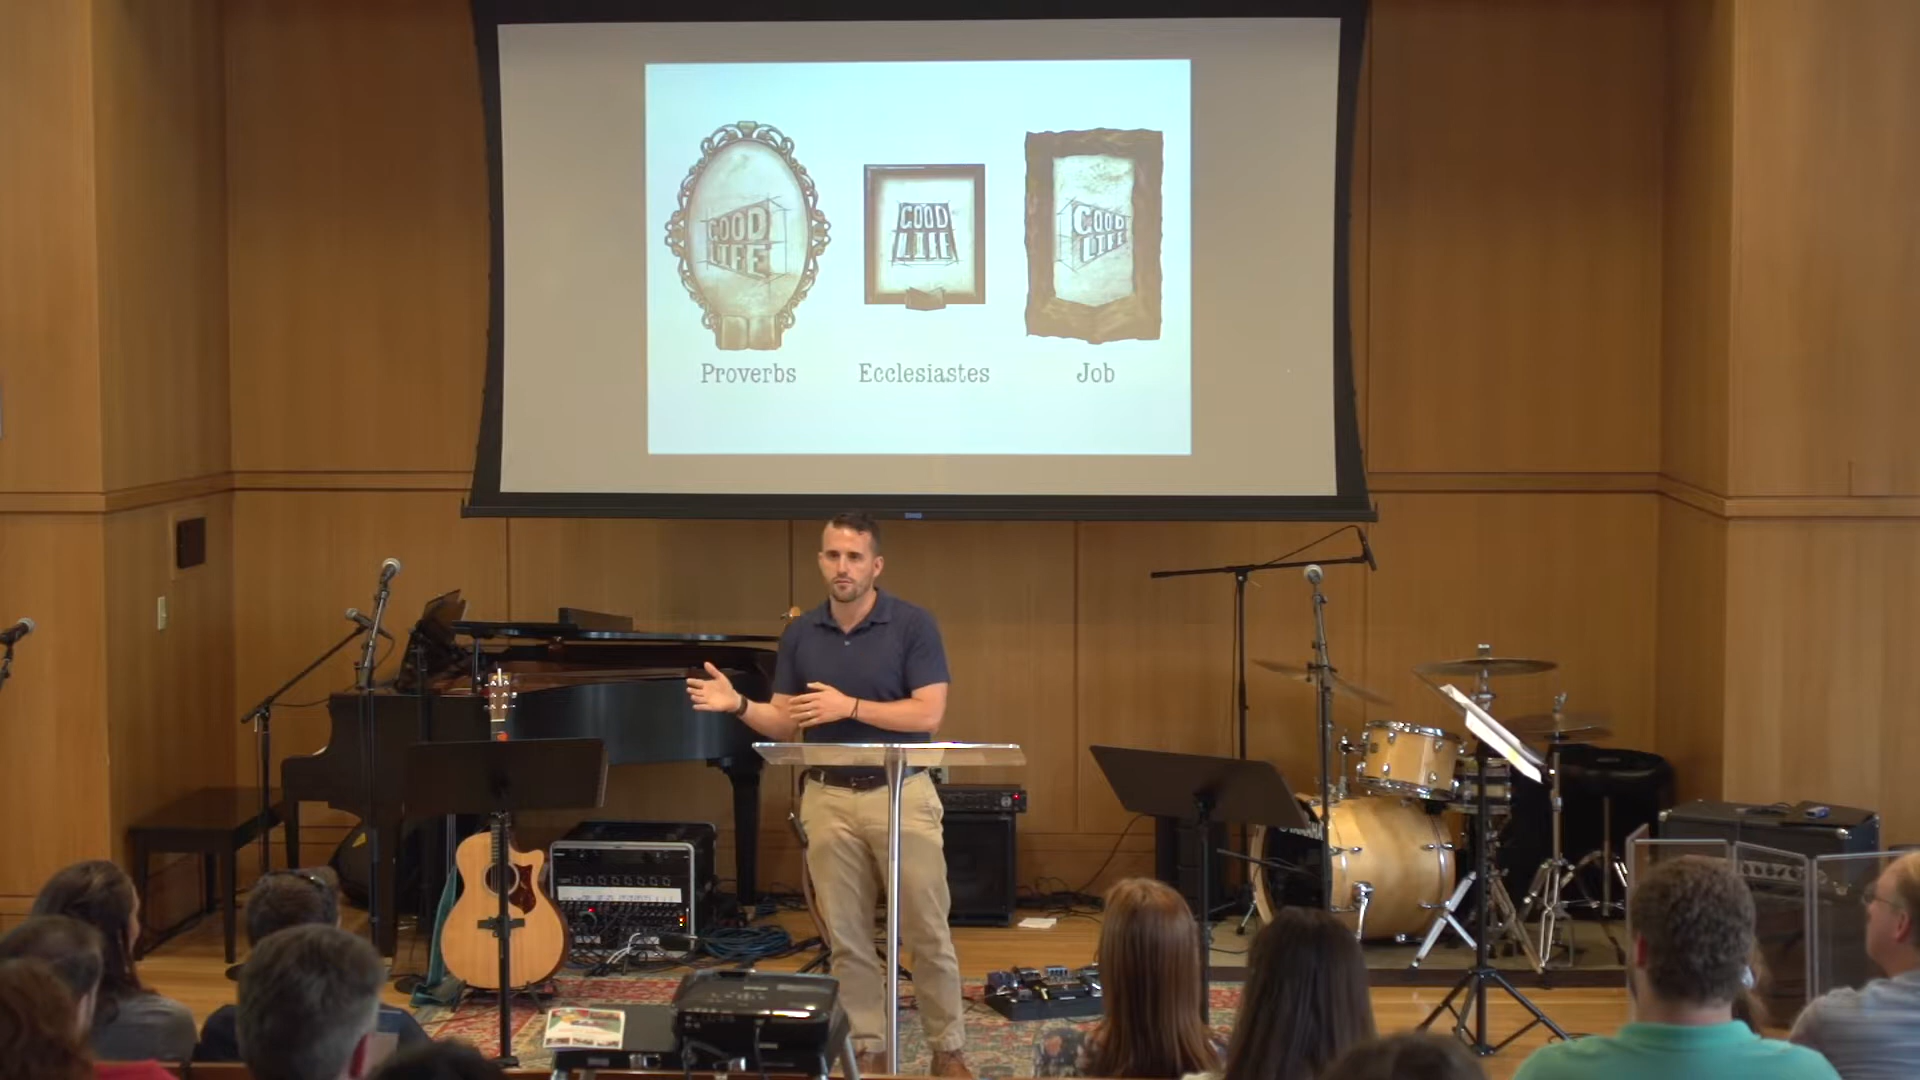 GOOD
LIFE
GOOD
LIFE
GOOD
LIFE
Proverbs
Ecclesiastes
Job